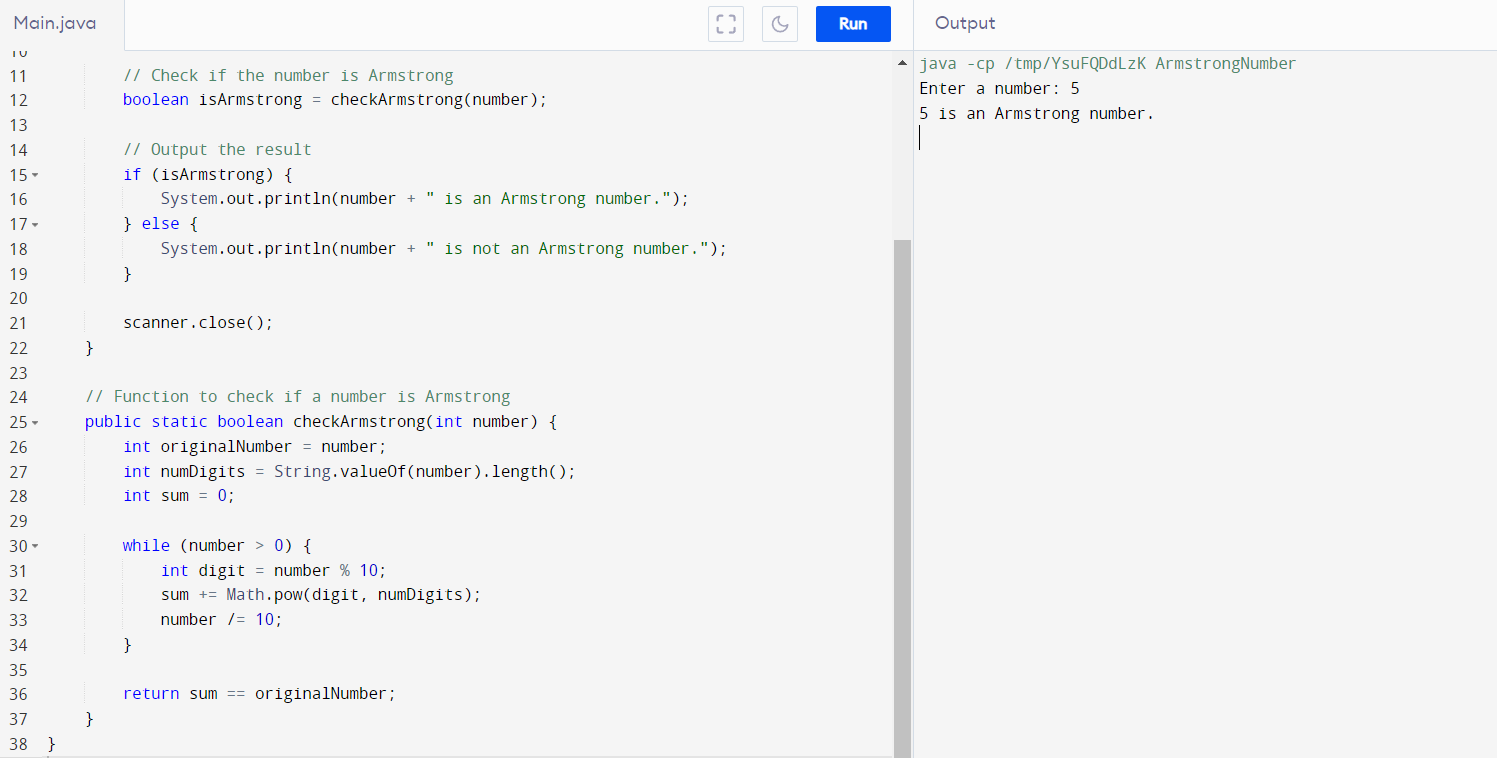 Main.java
Run
Output
10
11 // Check if the number is Armstrong
12 boolean isArmstrong = checkArmstrong(number);
13
14 // Output the result
15 if (isArmstrong) {
16 System.out.println(number + " is an Armstrong number.");
17 } else {
18 System.out.println(number + " is not an Armstrong number.");
19 }
20
21 scanner.close();
22 }
23
24 // Function to check if a number is Armstrong
25 public static boolean checkArmstrong(int number) {
26 int originalNumber = number;
27 int numDigits = String.valueOf(number).length();
28 int sum = 0;
29
30 while (number > 0) {
31 int digit = number % 10;
32 sum += Math.pow(digit, numDigits);
33 number /= 10;
34 }
35
36 return sum == originalNumber;
37 }
38 }
java -cp /tmp/YsuFQDdLzK ArmstrongNumber
Enter a number: 5
5 is an Armstrong number.